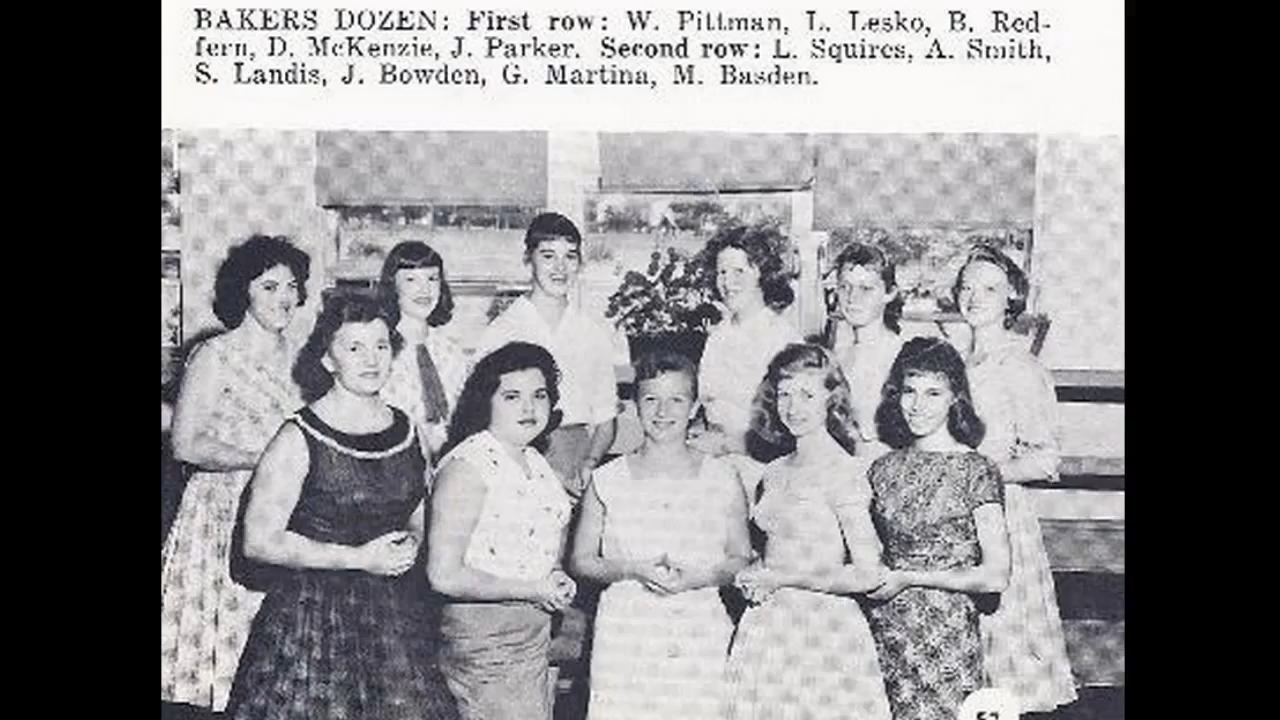 BAKERS DOZEN: First row: W. Pittman, L. Lesko, B. Red-
fern, D. McKenzie, J. Parker. Second row: L. Squires, A. Smith,
S. Landis, J. Bowden, G. Martina, M. Basden.